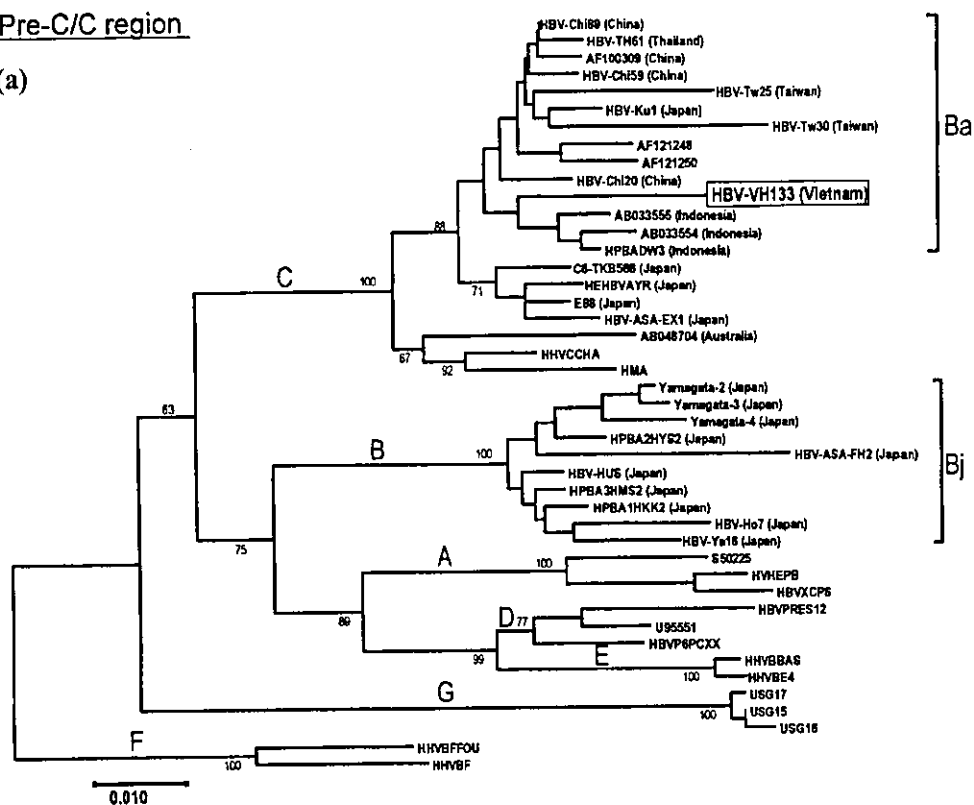 Pre-C/C region
(a)
HBV-Chi89 (China)
HBV-TH61 (Thailand)
AF100309 (China)
HBV-Chi59 (China)
HBV-Tw25 (Taiwan)
HBV-Ku1 (Japan)
HBV-Tw30 (Taiwan)
AF121248
AF121250
HBV-Chi20 (China)
HBV-VH133 (Vietnam)
AB033555 (Indonesia)
AB033554 (Indonesia)
HPBADW3 (Indonesia)
Ba
88
C
100
C6-TKB588 (Japan)
71
HEHBVAYR (Japan)
E88 (Japan)
HBV-ASA-EX1 (Japan)
AB048704 (Australia)
67
HHVCCHA
92
HMA
63
Yamagata-2 (Japan)
Yamagata-3 (Japan)
Yamagata-4 (Japan)
HPBA2HYS2 (Japan)
B
100
HBV-ASA-FH2 (Japan)
Bj
HBV-HUS (Japan)
HPBA3HMS2 (Japan)
HPBA1HKK2 (Japan)
HBV-Ho7 (Japan)
HBV-Ya16 (Japan)
75
A
100
S50225
HVHEPB
HBVXCPS
89
HBVPRES12
D
77
U95551
HBVP6PCXX
99
E
HHVBBAS
100
HHVBE4
G
USG17
100
USG15
USG16
F
HHVBFFOU
100
HHVBF
0.010